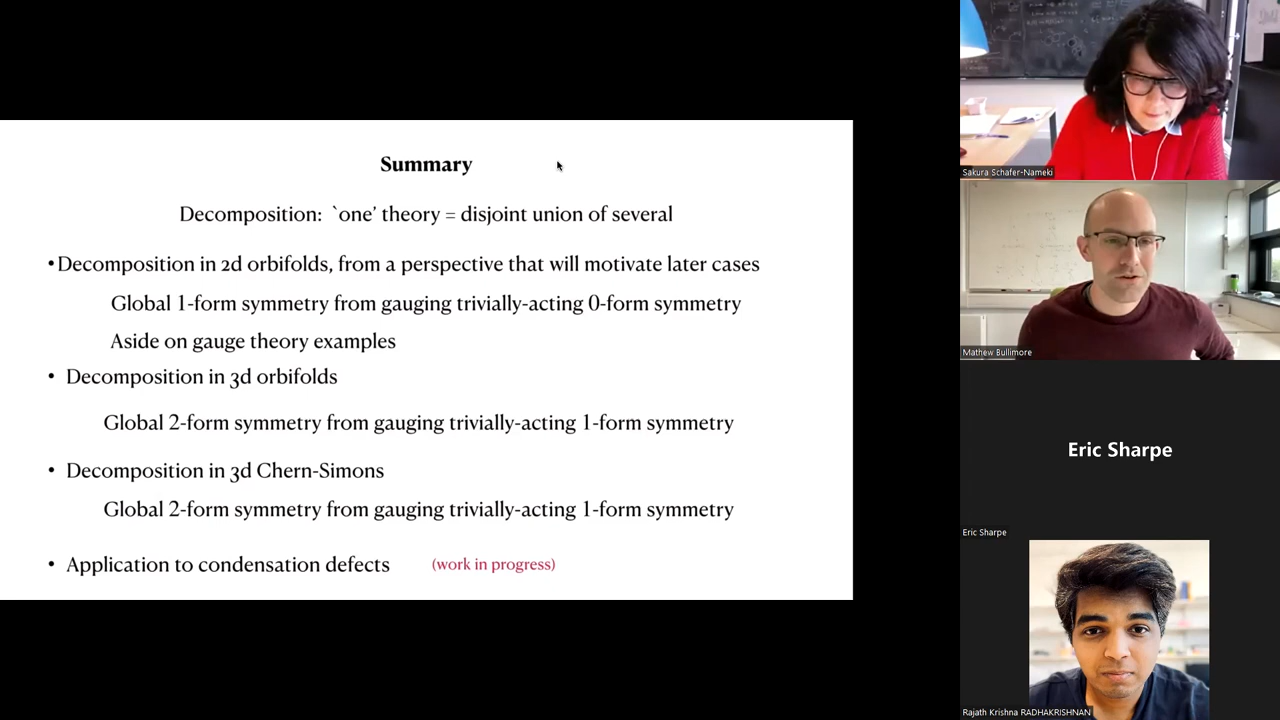 Summary
Decomposition: `one' theory = disjoint union of several
• Decomposition in 2d orbifolds, from a perspective that will motivate later cases
Global 1-form symmetry from gauging trivially-acting 0-form symmetry
Aside on gauge theory examples
• Decomposition in 3d orbifolds
Global 2-form symmetry from gauging trivially-acting 1-form symmetry
• Decomposition in 3d Chern-Simons
Global 2-form symmetry from gauging trivially-acting 1-form symmetry
• Application to condensation defects (work in progress)
Sakura Schafer-Nameki
Mathew Bullimore
Eric Sharpe
Eric Sharpe
Rajath Krishna RADHAKRISHNAN